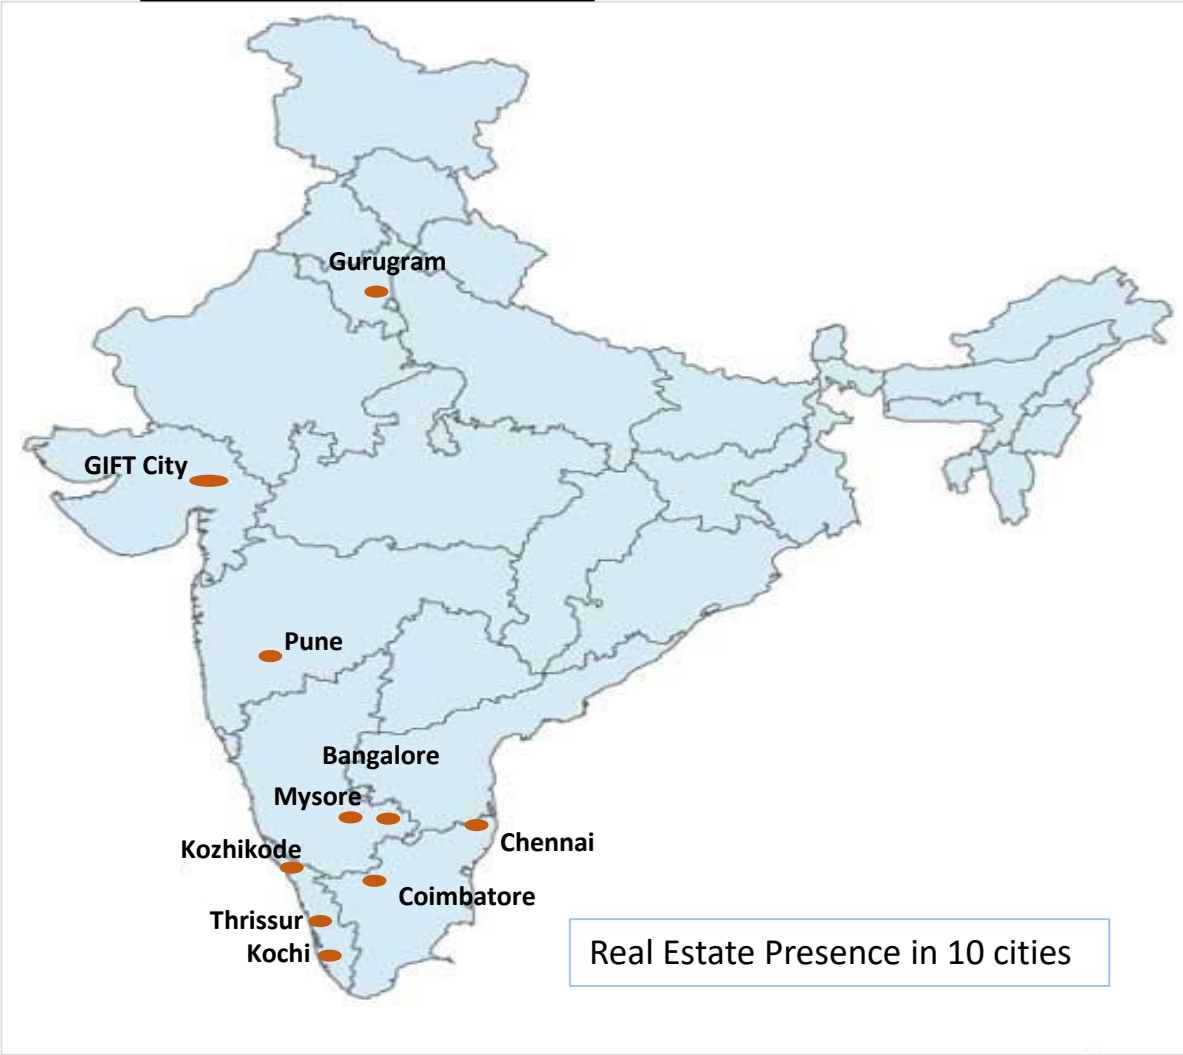 Gurugram
GIFT City
Pune
Bangalore
Mysore
Chennai
Kozhikode
Coimbatore
Thrissur
Kochi
Real Estate Presence in 10 cities